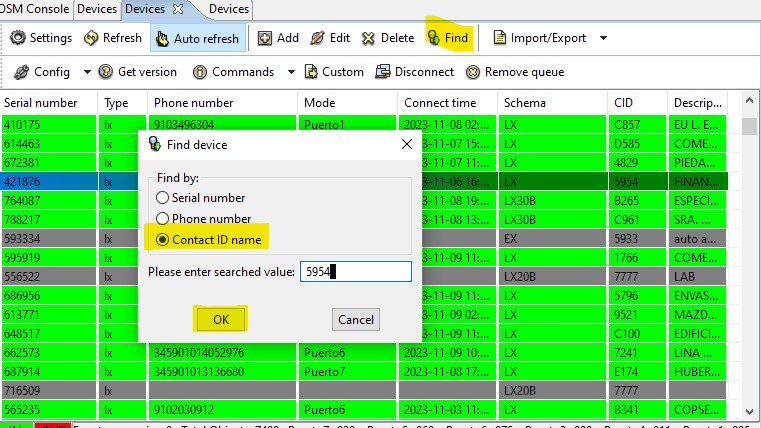 OSM Console Devices Devices Devices
Settings Refresh Auto refresh Add Edit Delete Find Import/Export
Config Get version Commands Custom Disconnect Remove queue
Serial number Type Phone number Mode Connect time Schema CID Descrip...
410175 lx 9103496304 Puerto1 2023-11-08 02:... LX C857 EU L. E...
614463 lx 2023-11-07 15:... LX D585 COME...
672381 lx 2023-11-07 11:... LX 4829 PIEDA...
421876 lx 2023-11-06 16:... LX 5954 FINAN...
764087 lx 2023-11-08 19:... LX30B B265 ESPECI...
788217 lx 2023-11-08 13:... LX30B C961 SRA. ...
593334 lx EX 5933 auto a...
595919 lx 2023-11-09 11:... LX 1766 COME...
556522 lx LX20B 7777 LAB
686956 lx 2023-11-09 11:... LX 5796 ENVAS...
613771 lx 2023-11-09 02:... LX 9521 MAZD...
648517 lx 2023-11-09 11:... LX C100 EDIFICI...
662573 lx 345901014052976 Puerto6 2023-11-09 10:... LX 7241 LINA ...
687914 lx 345901013136680 Puerto7 2023-11-08 17:... LX E174 HUBER...
716509 lx LX20B 7777
565235 lx 9102030912 Puerto6 2023-11-03 11:... LX B341 COPSE...
Find device
Find by:
Serial number
Phone number
Contact ID name
Please enter searched value: 5954
OK Cancel